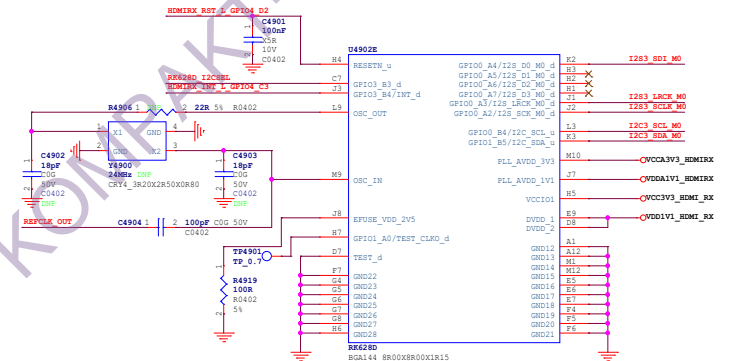 HDMIRX_RST_L_GPIO4_D2
C4901
100nF
X5R
10V
C0402
U4902E
H4 RESETN_u
RK628D_I2CSEL
HDMIRX_INT_L_GPIO4_C3
C7 GPIO3_B3_d
J3 GPIO3_B4/INT_d
R4906 1 DNP 2 22R 5% R0402
L9 OSC_OUT
1 X1 GND 4
2 GND X2 3
Y4900
24MHz DNP
CRY4_3R20X2R50X0R80
C4902
18pF
C0G
50V
C0402
DNP
C4903
18pF
C0G
50V
C0402
DNP
M9 OSC_IN
REFCLK_OUT
C4904 1 2 100pF C0G 50V
C0402
J8 EFUSE_VDD_2V5
H7 GPIO1_A0/TEST_CLKO_d
TP4901
TP_0.7
D7 TEST_d
R4919
100R
R0402
5%
F7 GND22
G4 GND23
G5 GND24
G6 GND25
G7 GND26
G8 GND27
H6 GND28
GPIO0_A4/I2S_D0_M0_d K2 I2S3_SDI_M0
GPIO0_A5/I2S_D1_M0_d H3
GPIO0_A6/I2S_D2_M0_d H2
GPIO0_A7/I2S_D3_M0_d H1
GPIO0_A3/I2S_LRCK_M0_d J1 I2S3_LRCK_M0
GPIO0_A2/I2S_SCK_M0_d J2 I2S3_SCLK_M0
GPIO0_B4/I2C_SCL_u L3 I2C3_SCL_M0
GPIO0_B5/I2C_SDA_u K3 I2C3_SDA_M0
PLL_AVDD_3V3 M10 VCCA3V3_HDMIRX
PLL_AVDD_1V1 J7 VDDA1V1_HDMIRX
VCCIO1 H5 VCC3V3_HDMI_RX
DVDD_1 E9 VDD1V1_HDMI_RX
DVDD_2 D8
GND12 A1
GND13 A12
GND14 M1
GND15 M12
GND16 E5
GND17 E6
GND18 E7
GND19 F4
GND20 F5
GND21 F6
RK628D
BGA144 8R00X8R00X1R15
KOMPAKT